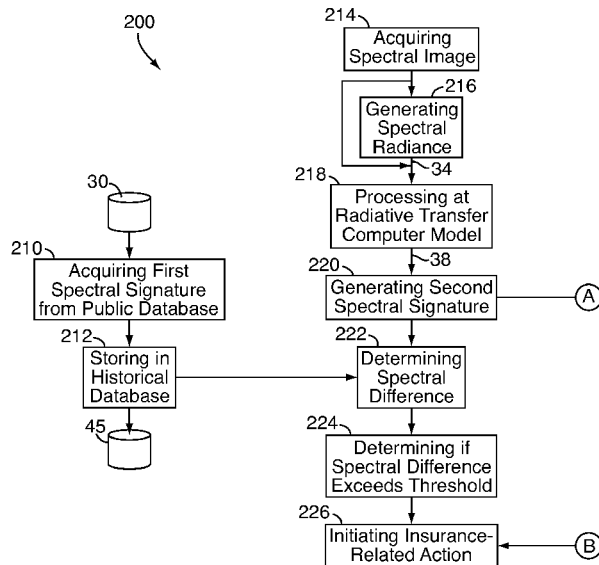 200
214
Acquiring
Spectral Image
216
Generating
Spectral
Radiance
34
30
218
Processing at
Radiative Transfer
Computer Model
38
210
Acquiring First
Spectral Signature
from Public Database
220
Generating Second
Spectral Signature
A
212
Storing in
Historical
Database
222
Determining
Spectral
Difference
45
224
Determining if
Spectral Difference
Exceeds Threshold
226
Initiating Insurance-
Related Action
B